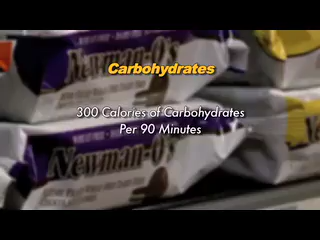 Carbohydrates
Newman-O's
300 Calories of Carbohydrates
Per 90 Minutes
Newman-O's